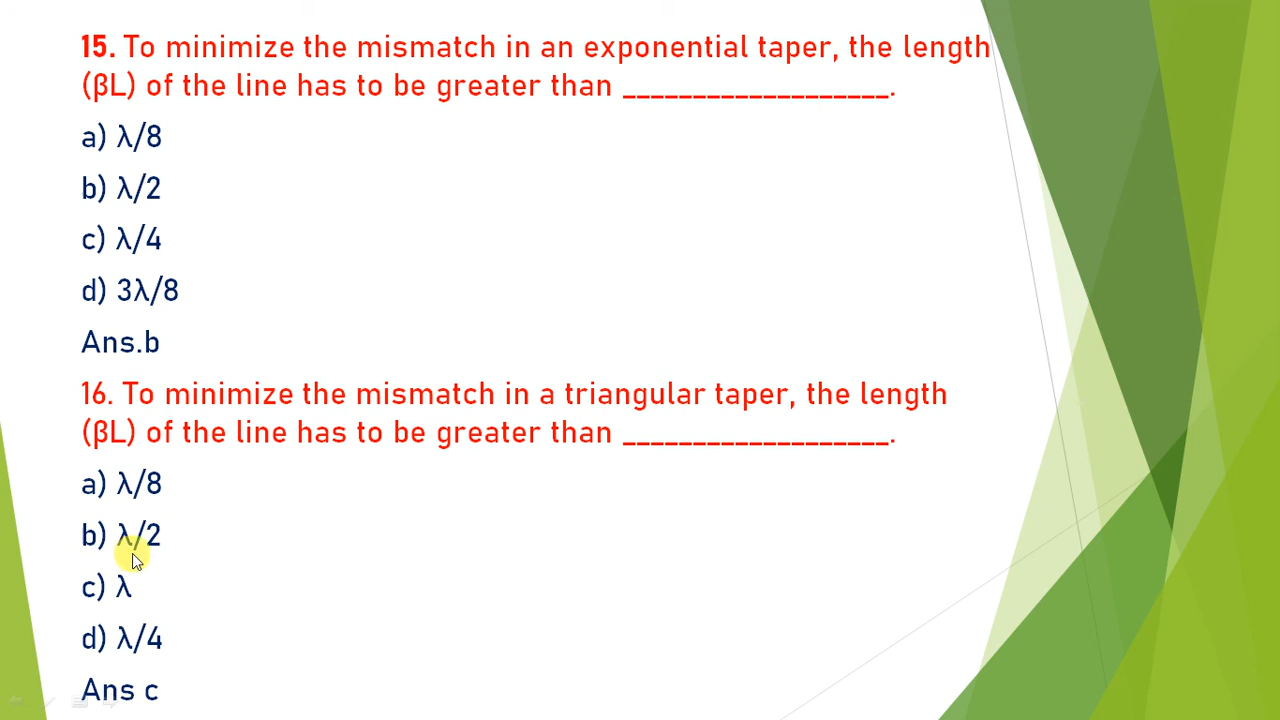 15. To minimize the mismatch in an exponential taper, the length
(βL) of the line has to be greater than ___________________.
a) λ/8
b) λ/2
c) λ/4
d) 3λ/8
Ans.b
16. To minimize the mismatch in a triangular taper, the length
(βL) of the line has to be greater than ___________________.
a) λ/8
b) λ/2
c) λ
d) λ/4
Ans c